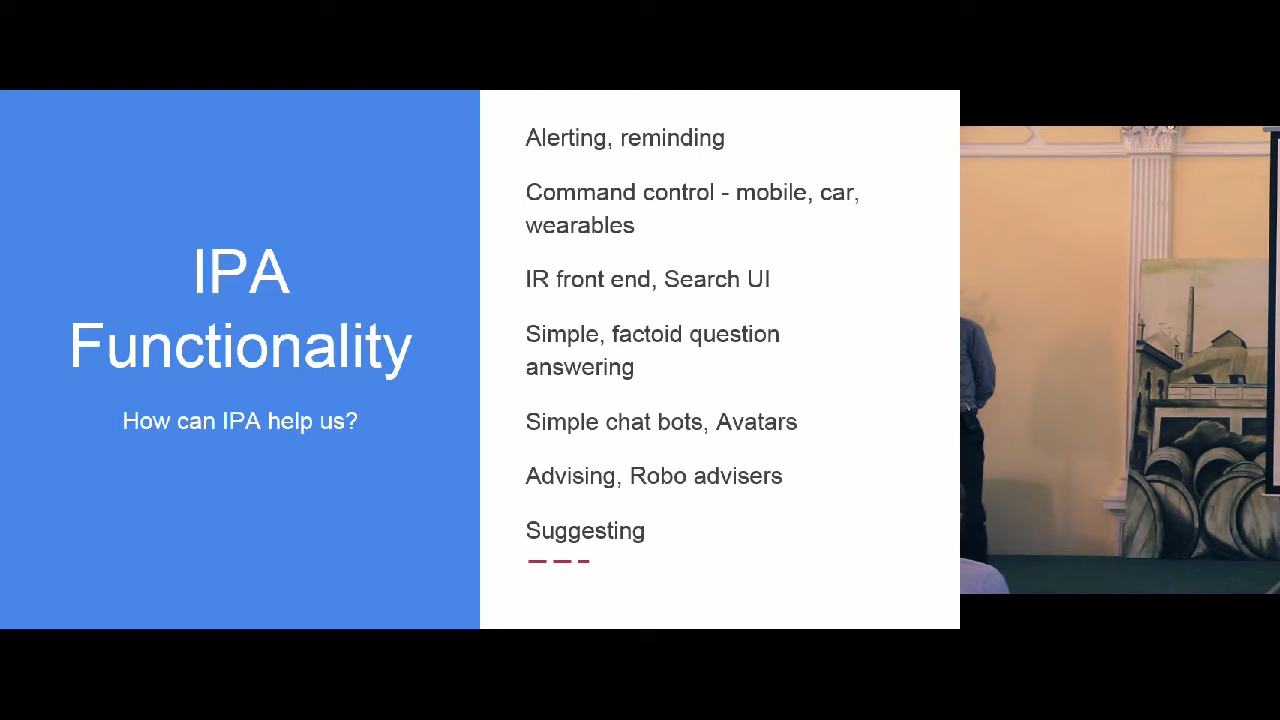 IPA
Functionality
How can IPA help us?
Alerting, reminding
Command control - mobile, car,
wearables
IR front end, Search UI
Simple, factoid question
answering
Simple chat bots, Avatars
Advising, Robo advisers
Suggesting